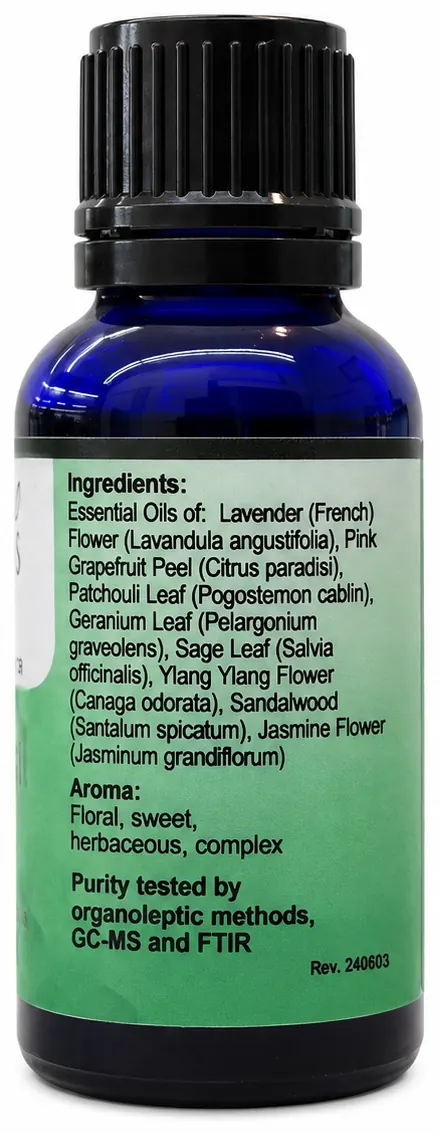 Ingredients:
Essential Oils of:  Lavender (French)
Flower (Lavandula angustifolia), Pink
Grapefruit Peel (Citrus paradisi),
Patchouli Leaf (Pogostemon cablin),
Geranium Leaf (Pelargonium
graveolens), Sage Leaf (Salvia
officinalis), Ylang Ylang Flower
(Canaga odorata), Sandalwood
(Santalum spicatum), Jasmine Flower
(Jasminum grandiflorum)
Aroma:
Floral, sweet,
herbaceous, complex
Purity tested by
organoleptic methods,
GC-MS and FTIR
Rev. 240603